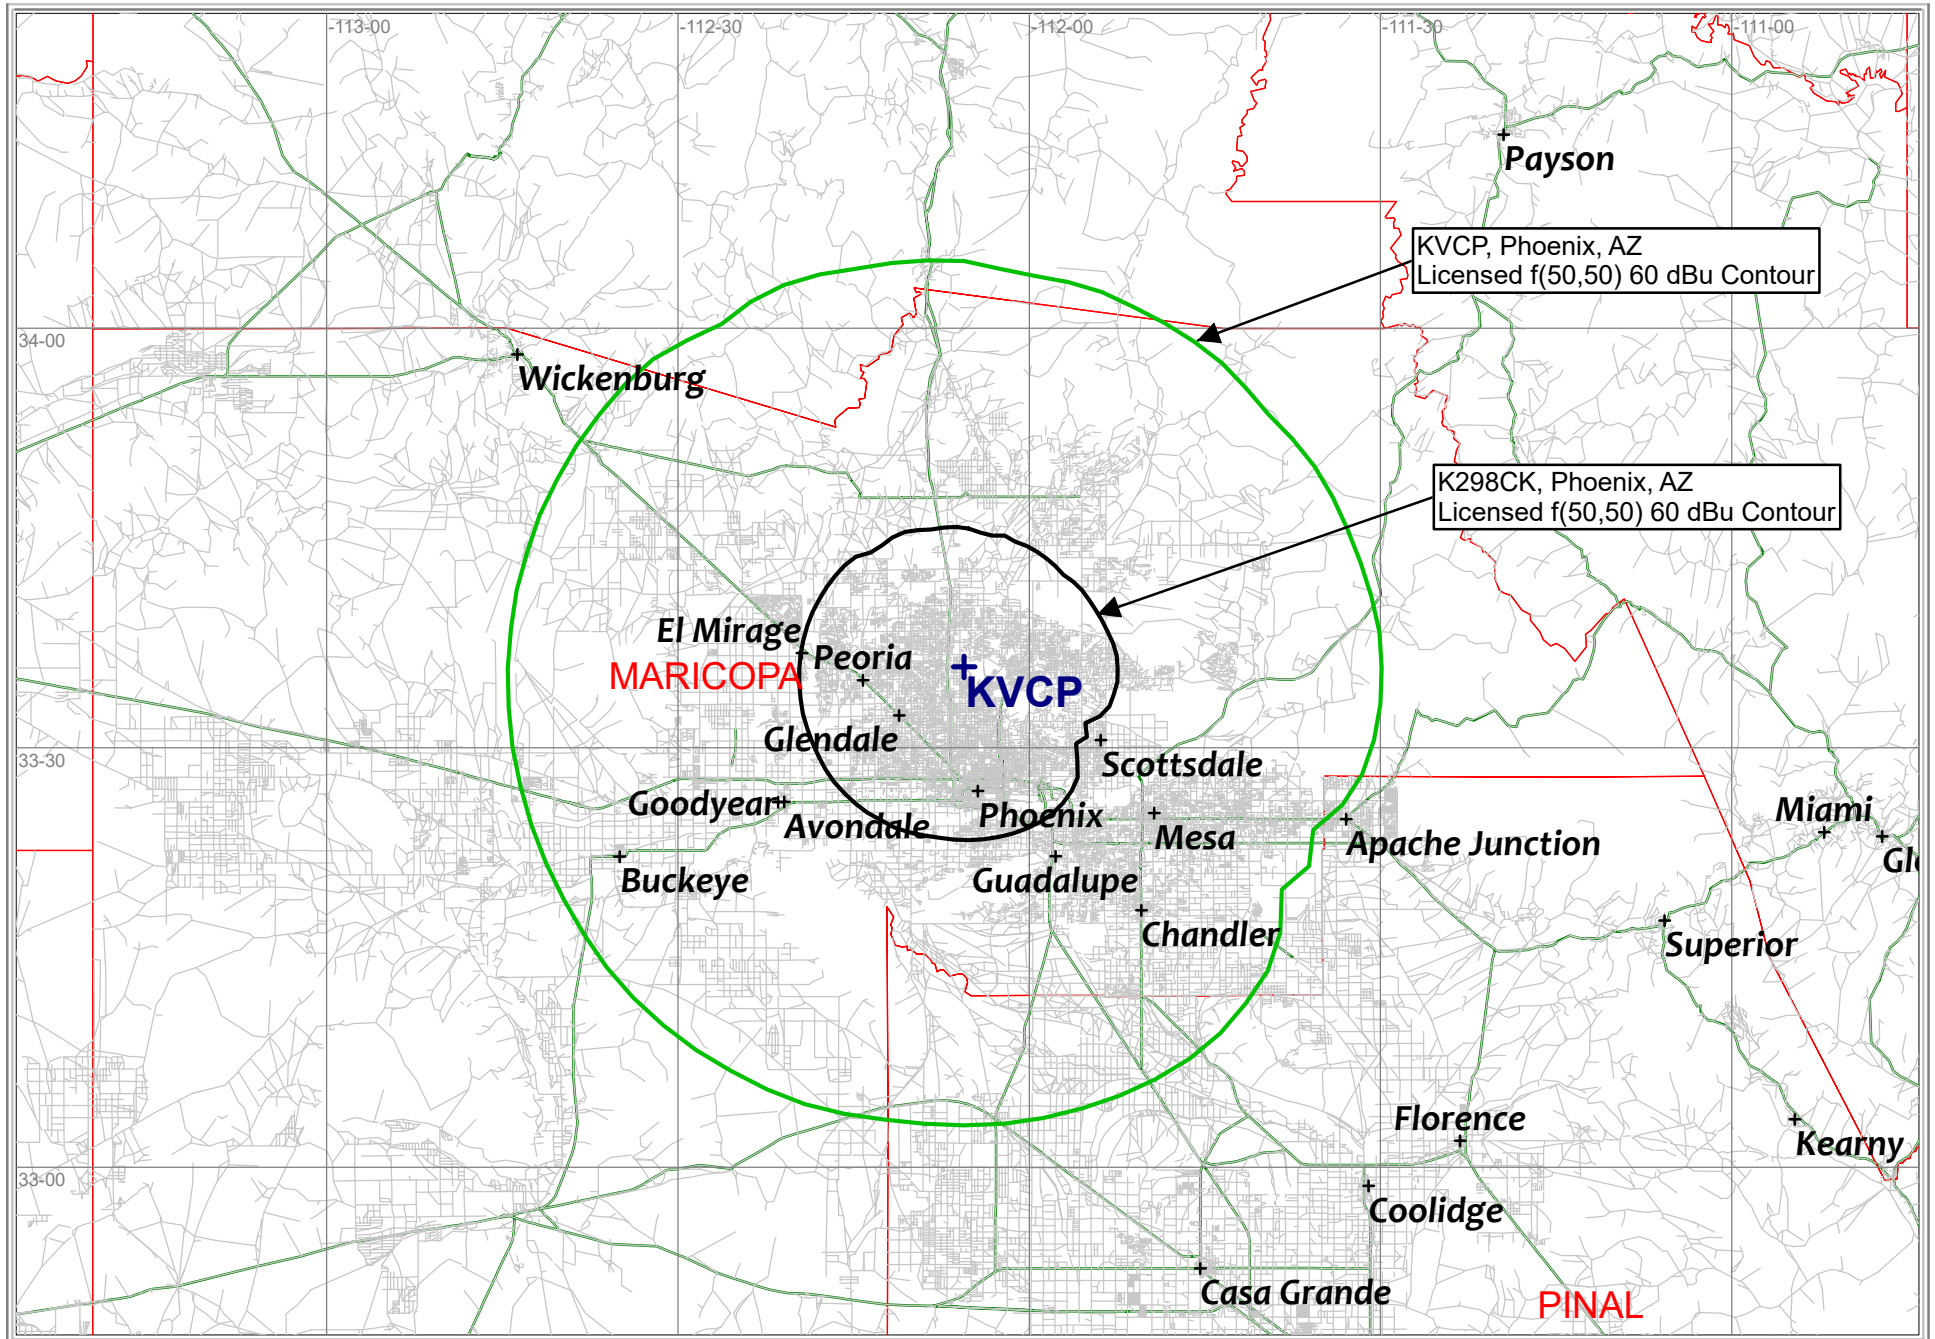 -113-00
-112-30
-112-00
-111-30
-111-00
Payson
KVCP, Phoenix, AZ
Licensed f(50,50) 60 dBu Contour
34-00
Wickenburg
K298CK, Phoenix, AZ
Licensed f(50,50) 60 dBu Contour
El Mirage
Peoria
MARICOPA
KVCP
Glendale
33-30
Scottsdale
Goodyear
Avondale
Phoenix
Mesa
Apache Junction
Miami
Buckeye
Guadalupe
Chandler
Superior
Florence
Kearny
33-00
Coolidge
Casa Grande
PINAL